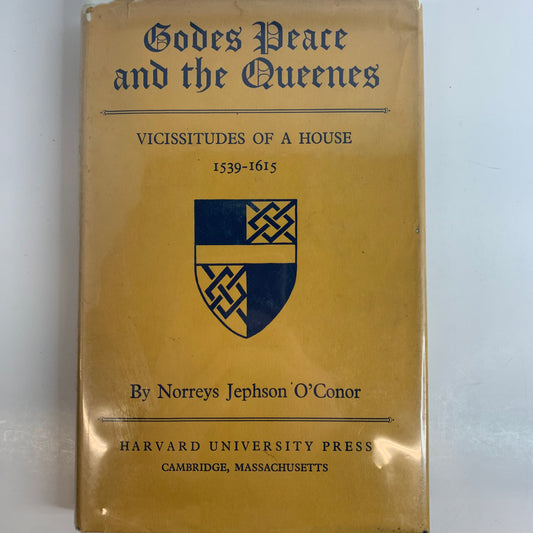 Godes Peace
and the Queenes
VICISSITUDES OF A HOUSE
1539-1615
By Norreys Jephson O'Conor
HARVARD UNIVERSITY PRESS
CAMBRIDGE, MASSACHUSETTS